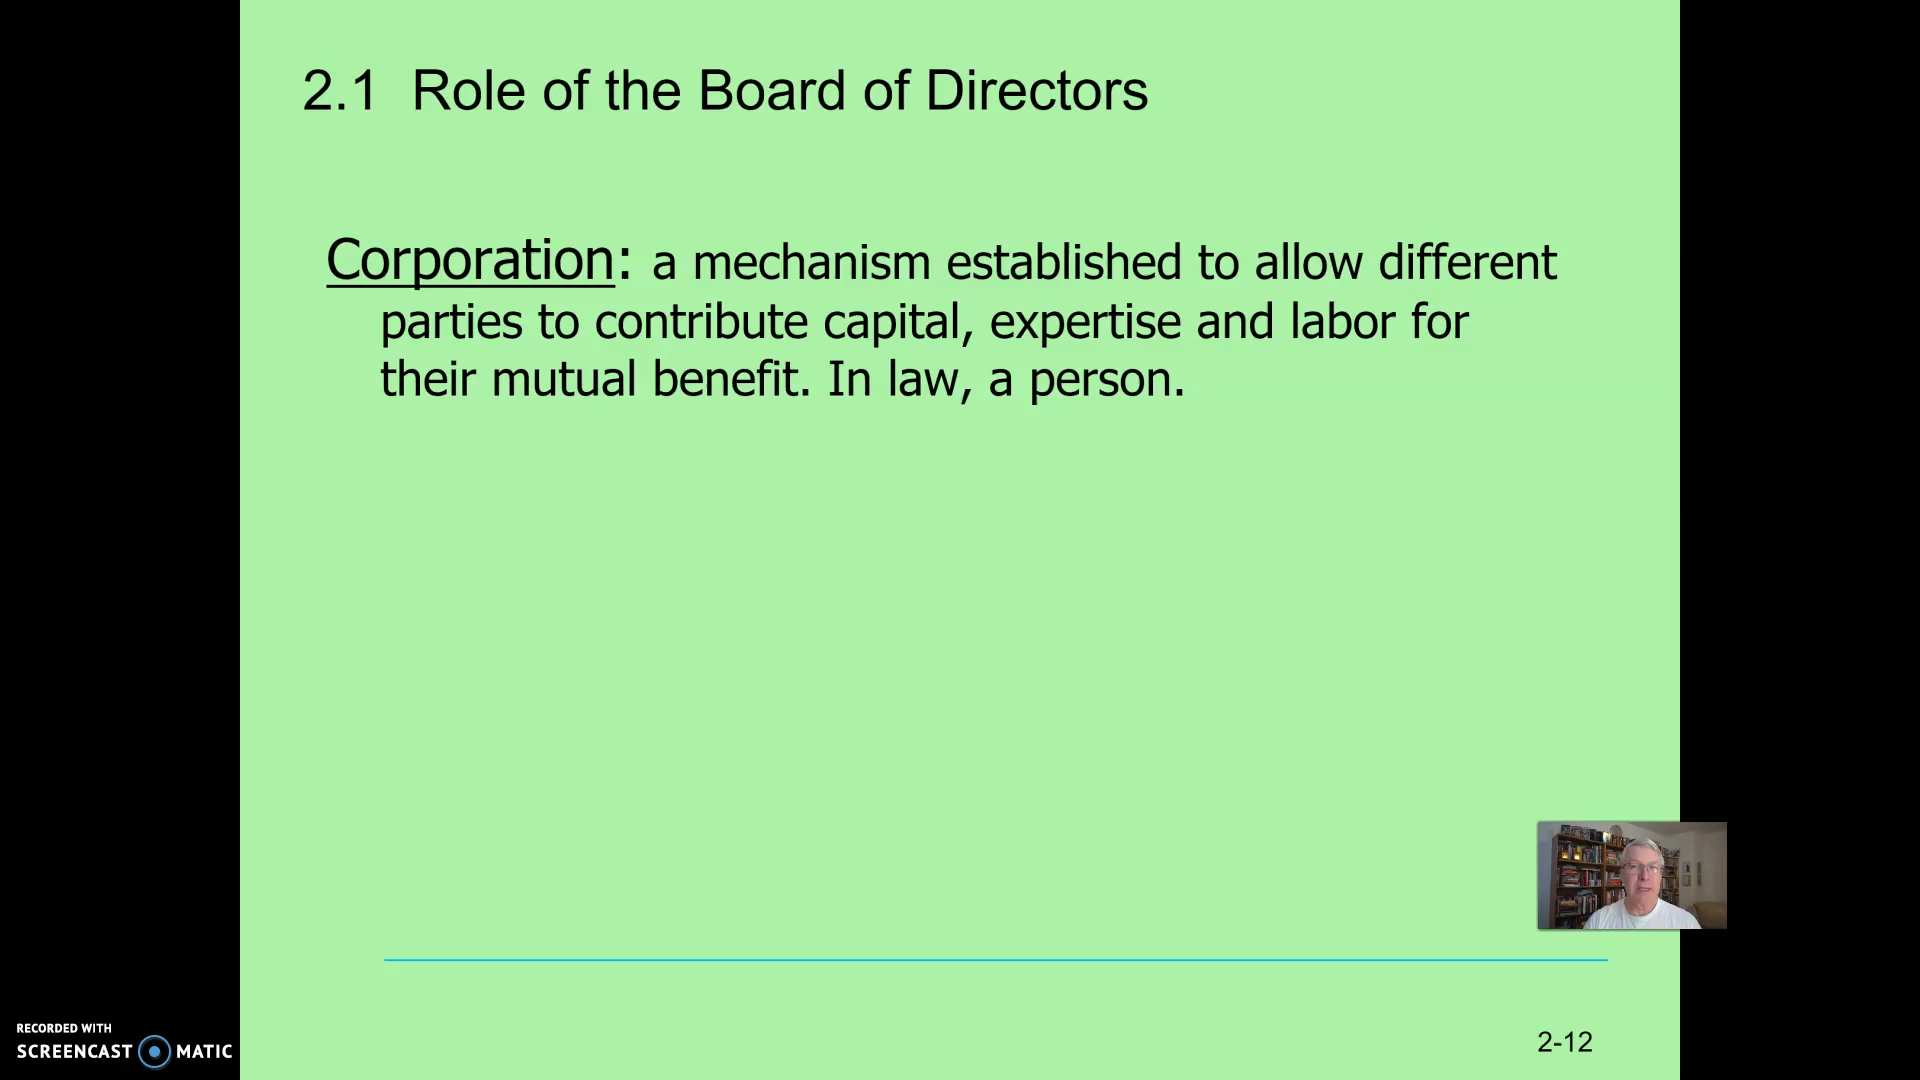 2.1 Role of the Board of Directors
Corporation: a mechanism established to allow different
parties to contribute capital, expertise and labor for
their mutual benefit. In law, a person.
RECORDED WITH
SCREENCAST MATIC
2-12